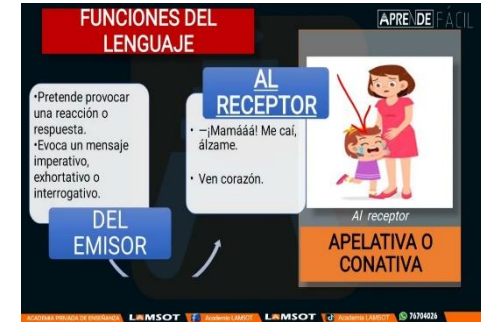 FUNCIONES DEL
LENGUAJE
APRENDE FÁCIL
•Pretende provocar
una reacción o
respuesta.
•Evoca un mensaje
imperativo,
exhortativo o
interrogativo.
DEL
EMISOR
AL
RECEPTOR
• —¡Mamááá! Me caí,
álzame.
• Ven corazón.
Al receptor
APELATIVA O
CONATIVA
ACADEMIA PRIVADA DE ENSEÑANZA LAMSOT Academia LAMSOT LAMSOT Academia LAMSOT 76704026